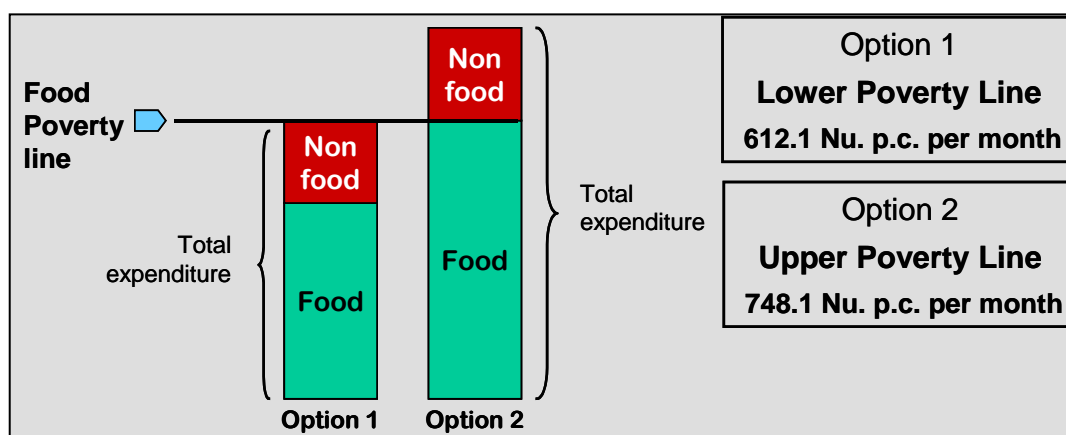 Food
Poverty
line
Total
expenditure
Non
food
Food
Option 1
Non
food
Food
Option 2
Total
expenditure
Option 1
Lower Poverty Line
612.1 Nu. p.c. per month
Option 2
Upper Poverty Line
748.1 Nu. p.c. per month